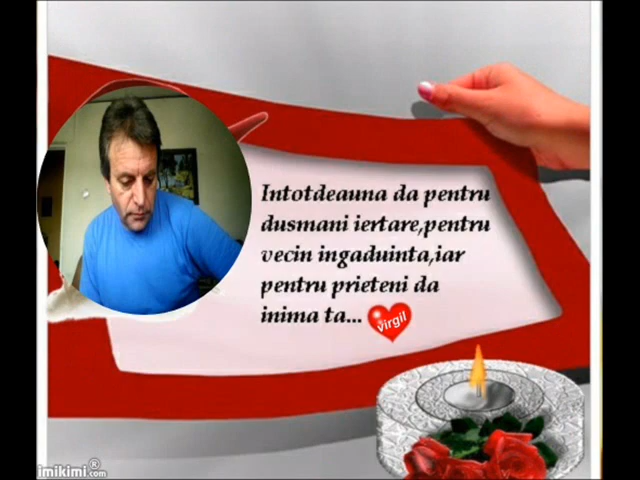 Intotdeauna da pentru
dusmani iertare,pentru
vecin ingaduinta,iar
pentru prieteni da
inima ta...
virgil
imikimi.com®